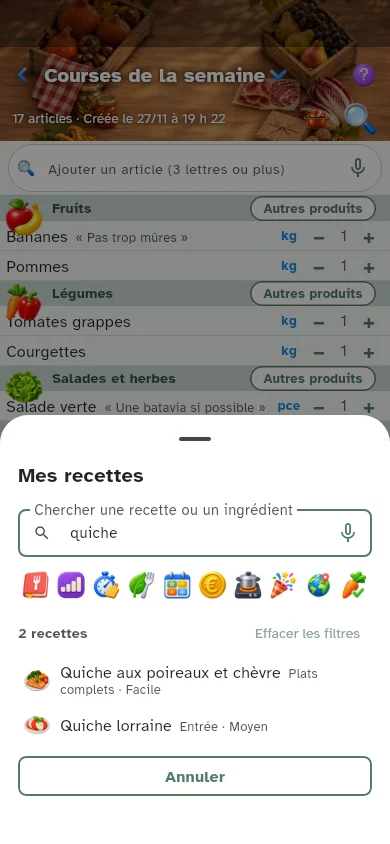 Courses de la semaine
?
17 articles · Créée le 27/11 à 19 h 22
Ajouter un article (3 lettres ou plus)
Fruits Autres produits
Bananes « Pas trop mûres » kg − 1 +
Pommes kg − 1 +
Légumes Autres produits
Tomates grappes kg − 1 +
Courgettes kg − 1 +
Salades et herbes Autres produits
Salade verte « Une batavia si possible » pce − 1 +
Mes recettes
Chercher une recette ou un ingrédient
quiche
2 recettes Effacer les filtres
Quiche aux poireaux et chèvre Plats
complets · Facile
Quiche lorraine Entrée · Moyen
Annuler